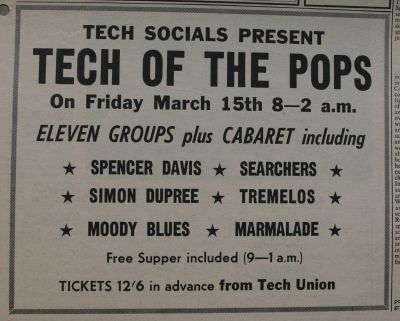 TECH SOCIALS PRESENT
TECH OF THE POPS
On Friday March 15th 8—2 a.m.
ELEVEN GROUPS plus CABARET including
★ SPENCER DAVIS ★ SEARCHERS ★
★ SIMON DUPREE ★ TREMELOS ★
★ MOODY BLUES ★ MARMALADE ★
Free Supper included (9—1 a.m.)
TICKETS 12/6 in advance from Tech Union